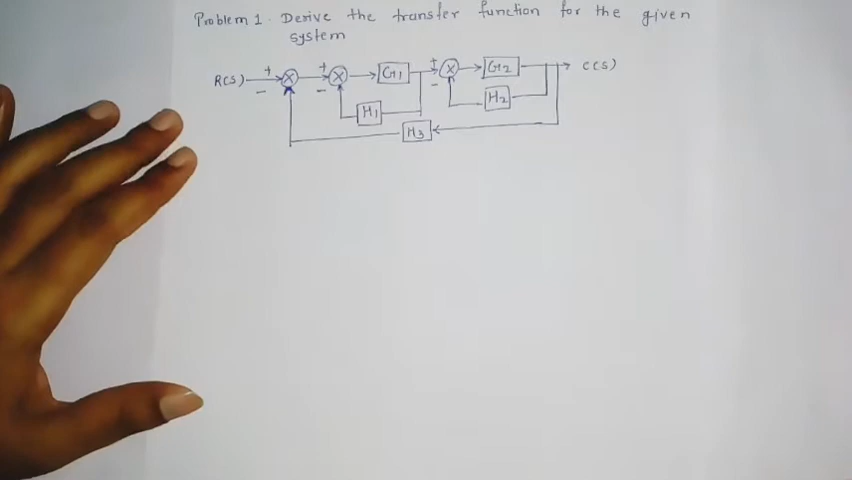 Problem 1. Derive the transfer function for the given
system
R(S) + - X + - X G1 + - X G2 C(S)
H1 H2
H3